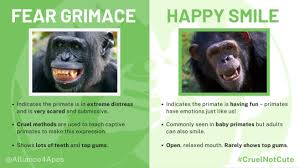 FEAR GRIMACE
Indicates the primate is in extreme distress
and is very scared and submissive.
Cruel methods are used to teach captive
primates to make this expression.
Shows lots of teeth and top gums.
@Alliance4Apes
HAPPY SMILE
Indicates the primate is having fun - primates
have emotions just like us!
Commonly seen in baby primates but adults
can also smile.
Open, relaxed mouth. Rarely shows top gums.
#CruelNotCute